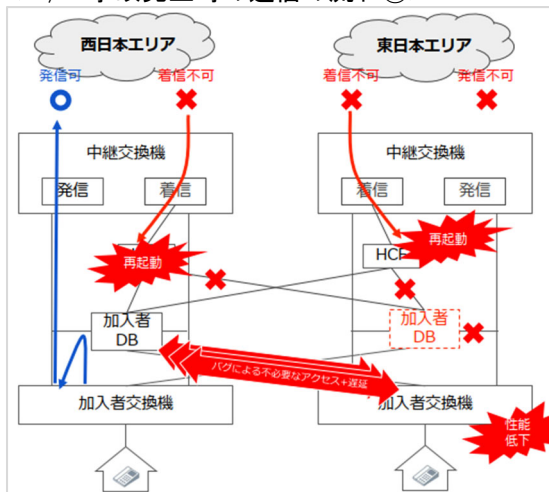 西日本エリア
東日本エリア
発信可
着信不可
着信不可
発信不可
中継交換機
中継交換機
発信
着信
着信
発信
再起動
再起動
HCF
加入者
DB
加入者
DB
バグによる不必要なアクセス+遅延
加入者交換機
加入者交換機
性能
低下